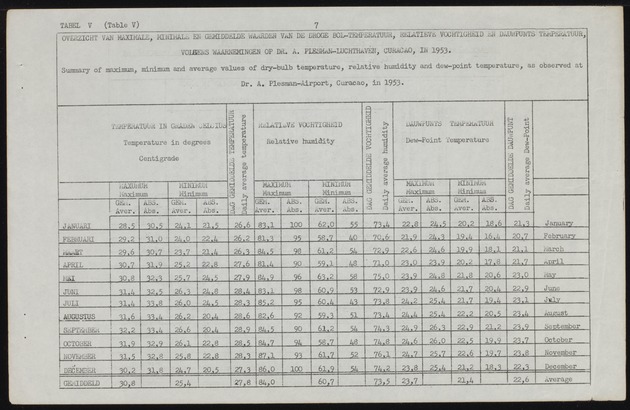 TABEL V (Table V) 7
OVERZICHT VAN MAXIMALE, MINIMALE EN GEMIDDELDE WAARDEN VAN DE DROGE BOL-TEMPERATUUR, RELATIEVE VOCHTIGHEID EN DAUWPUNTS TEMPERATUUR,
VOLGENS WAARNEMINGEN OP DR. A. PLESMAN-LUCHTHAVEN, CURACAO, IN 1953.
Summary of maximum, minimum and average values of dry-bulb temperature, relative humidity and dew-point temperature, as observed at
Dr. A. Plesman-Airport, Curacao, in 1953.
TEMPERATUUR IN GRADEN CELCIUS
Temperature in degrees
Centigrade
DAG GEMIDDELDE TEMPERATUUR
Daily average temperature
RELATIEVE VOCHTIGHEID
Relative humidity
DAG GEMIDDELDE VOCHTIGHEID
Daily average humidity
DAUWPUNTS TEMPERATUUR
Dew-Point Temperature
DAG GEMIDDELDE DAUWPUNT
Daily average Dew-Point
MAXIMUM MINIMUM MAXIMUM MINIMUM MAXIMUM MINIMUM
Maximum Minimum Maximum Minimum Maximum Minimum
GEM. ABS. GEM. ABS. GEM. ABS. GEM. ABS. GEM. ABS. GEM. ABS.
Aver. Abs. Aver. Abs. Aver. Abs. Aver. Abs. Aver. Abs. Aver. Abs.
JANUARI 28,5 30,5 24,1 21,5 26,6 83,1 100 62,0 55 73,4 22,8 24,5 20,2 18,6 21,3 January
FEBRUARI 29,2 31,0 24,0 22,4 26,2 81,3 95 58,7 40 70,6 21,9 24,3 19,4 16,4 20,7 February
MAART 29,6 30,7 23,7 21,4 26,3 84,5 98 61,2 54 72,9 22,6 24,6 19,9 18,1 21,1 March
APRIL 30,7 31,9 25,2 22,8 27,6 81,4 90 59,1 48 71,0 23,0 23,9 20,2 17,8 21,7 April
MAI 30,8 32,3 25,7 24,5 27,9 84,9 96 63,2 58 75,0 23,9 24,8 21,8 20,6 23,0 May
JUNI 31,4 32,5 26,3 24,8 28,4 83,1 98 60,9 53 72,9 23,9 24,6 21,7 20,4 22,9 June
JULI 31,4 33,8 26,0 24,5 28,3 85,2 95 60,4 43 73,8 24,2 25,4 21,7 19,4 23,1 July
AUGUSTUS 31,6 33,4 26,2 20,4 28,6 82,6 92 59,3 51 73,4 24,4 25,4 22,2 20,5 23,4 August
SEPTEMBER 32,2 33,4 26,6 20,4 28,9 84,5 90 61,2 54 74,3 24,9 26,3 22,9 21,2 23,9 September
OCTOBER 31,9 32,9 26,1 22,8 28,5 84,7 94 58,7 48 74,8 24,6 26,0 22,5 19,9 23,7 October
NOVEMBER 31,5 32,8 25,8 22,8 28,3 87,1 93 61,7 52 76,1 24,7 25,7 22,6 19,7 23,8 November
DECEMBER 30,2 31,8 24,7 20,5 27,3 86,0 100 61,9 54 74,2 23,8 25,4 21,2 18,3 22,3 December
GEMIDDELD 30,8 25,4 27,8 84,0 60,7 73,5 23,7 21,4 22,6 Average